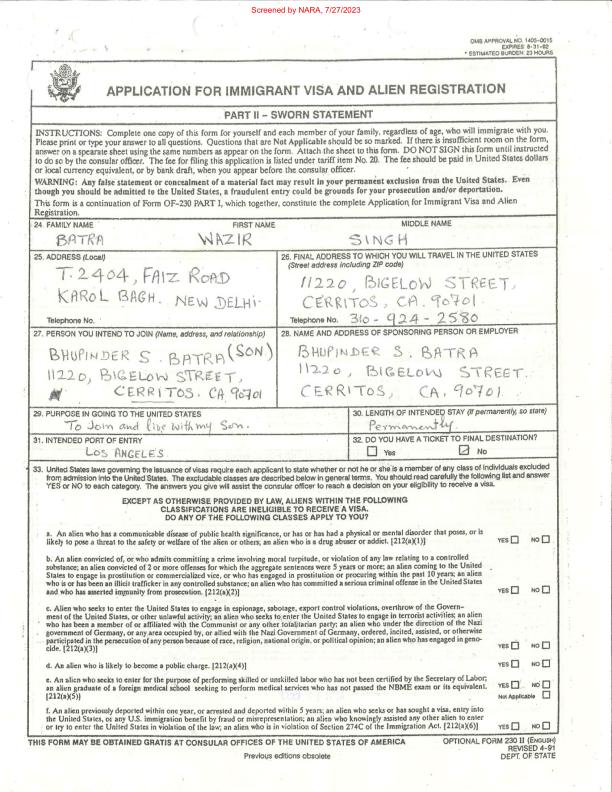 Screened by NARA, 7/27/2023
OMB APPROVAL NO. 1405-0015
EXPIRES: 8-31-92
* ESTIMATED BURDEN: 23 HOURS
APPLICATION FOR IMMIGRANT VISA AND ALIEN REGISTRATION
PART II – SWORN STATEMENT
INSTRUCTIONS: Complete one copy of this form for yourself and each member of your family, regardless of age, who will immigrate with you.
Please print or type your answer to all questions. Questions that are Not Applicable should be so marked. If there is insufficient room on the form,
answer on a spearate sheet using the same numbers as appear on the form. Attach the sheet to this form. DO NOT SIGN this form until instructed
to do so by the consular officer. The fee for filing this application is listed under tariff item No. 20. The fee should be paid in United States dollars
or local currency equivalent, or by bank draft, when you appear before the consular officer.
WARNING: Any false statement or concealment of a material fact may result in your permanent exclusion from the United States. Even
though you should be admitted to the United States, a fraudulent entry could be grounds for your prosecution and/or deportation.
This form is a continuation of Form OF-230 PART I, which together, constitute the complete Application for Immigrant Visa and Alien
Registration.
24. FAMILY NAME FIRST NAME MIDDLE NAME
BATRA WAZIR SINGH
25. ADDRESS (Local)
T. 2404, FAIZ ROAD
KAROL BAGH. NEW DELHI.
Telephone No.
26. FINAL ADDRESS TO WHICH YOU WILL TRAVEL IN THE UNITED STATES
(Street address including ZIP code)
11220, BIGELOW STREET,
CERRITOS, CA. 90701.
Telephone No. 310 - 924 - 2580
27. PERSON YOU INTEND TO JOIN (Name, address, and relationship)
BHUPINDER S. BATRA (SON)
11220, BIGELOW STREET,
CERRITOS. CA. 90701
28. NAME AND ADDRESS OF SPONSORING PERSON OR EMPLOYER
BHUPINDER S. BATRA
11220, BIGELOW STREET.
CERRITOS, CA. 90701.
29. PURPOSE IN GOING TO THE UNITED STATES
To Join and live with my Son.
30. LENGTH OF INTENDED STAY (If permanently, so state)
Permanently.
31. INTENDED PORT OF ENTRY
LOS ANGELES.
32. DO YOU HAVE A TICKET TO FINAL DESTINATION?
Yes No
33. United States laws governing the issuance of visas require each applicant to state whether or not he or she is a member of any class of individuals excluded
from admission into the United States. The excludable classes are described below in general terms. You should read carefully the following list and answer
YES or NO to each category. The answers you give will assist the consular officer to reach a decision on your eligibility to receive a visa.
EXCEPT AS OTHERWISE PROVIDED BY LAW, ALIENS WITHIN THE FOLLOWING
CLASSIFICATIONS ARE INELIGIBLE TO RECEIVE A VISA.
DO ANY OF THE FOLLOWING CLASSES APPLY TO YOU?
a. An alien who has a communicable disease of public health significance, or has or had a physical or mental disorder that poses, or is
likely to pose a threat to the safety or welfare of the alien or others; an alien who is a drug abuser or addict. [212(a)(1)] YES NO
b. An alien convicted of, or who admits committing a crime involving moral turpitude, or violation of any law relating to a controlled
substance; an alien convicted of 2 or more offenses for which the aggregate sentences were 5 years or more; an alien coming to the United
States to engage in prostitution or commercialized vice, or who has engaged in prostitution or procuring within the past 10 years; an alien
who is or has been an illicit trafficker in any controlled substance; an alien who has committed a serious criminal offense in the United States
and who has asserted impunity from prosecution. [212(a)(2)] YES NO
c. Alien who seeks to enter the United States to engage in espionage, sabotage, export control violations, overthrow of the Govern-
ment of the United States, or other unlawful activity; an alien who seeks to enter the United States to engage in terrorist activities; an alien
who has been a member of or affiliated with the Communist or any other totalitarian party; an alien who under the direction of the Nazi
government of Germany, or any area occupied by, or allied with the Nazi Government of Germany, ordered, incited, assisted, or otherwise
participated in the persecution of any person because of race, religion, national origin, or political opinion; an alien who has engaged in geno-
cide. [212(a)(3)] YES NO
d. An alien who is likely to become a public charge. [212(a)(4)] YES NO
e. An alien who seeks to enter for the purpose of performing skilled or unskilled labor who has not been certified by the Secretary of Labor;
an alien graduate of a foreign medical school seeking to perform medical services who has not passed the NBME exam or its equivalent. YES NO
[212(a)(5)] Not Applicable
f. An alien previously deported within one year, or arrested and deported within 5 years; an alien who seeks or has sought a visa, entry into
the United States, or any U.S. immigration benefit by fraud or misrepresentation; an alien who knowingly assisted any other alien to enter
or try to enter the United States in violation of the law; an alien who is in violation of Section 274C of the Immigration Act. [212(a)(6)] YES NO
THIS FORM MAY BE OBTAINED GRATIS AT CONSULAR OFFICES OF THE UNITED STATES OF AMERICA
OPTIONAL FORM 230 II (ENGLISH)
REVISED 4-91
DEPT. OF STATE
Previous editions obsolete